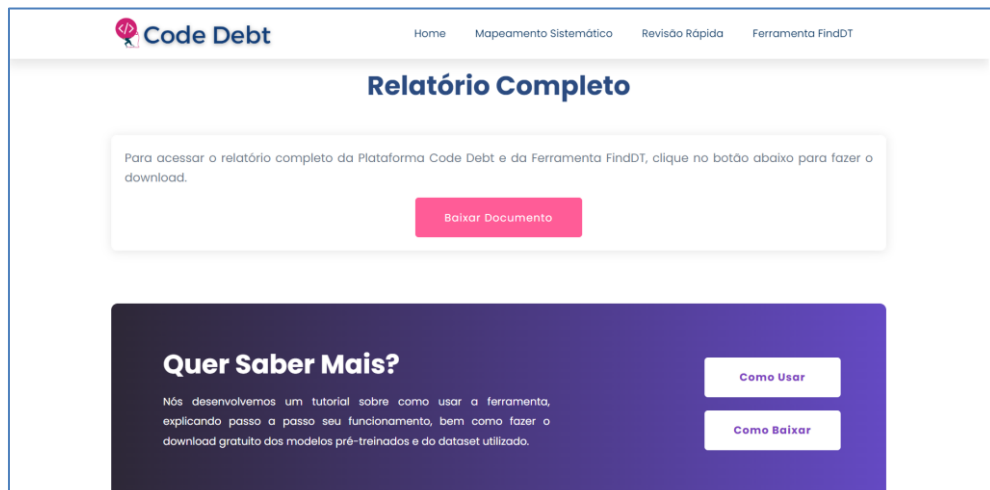 Code Debt
Home Mapeamento Sistemático Revisão Rápida Ferramenta FindDT
Relatório Completo
Para acessar o relatório completo da Plataforma Code Debt e da Ferramenta FindDT, clique no botão abaixo para fazer o
download.
Baixar Documento
Quer Saber Mais?
Nós desenvolvemos um tutorial sobre como usar a ferramenta,
explicando passo a passo seu funcionamento, bem como fazer o
download gratuito dos modelos pré-treinados e do dataset utilizado.
Como Usar
Como Baixar